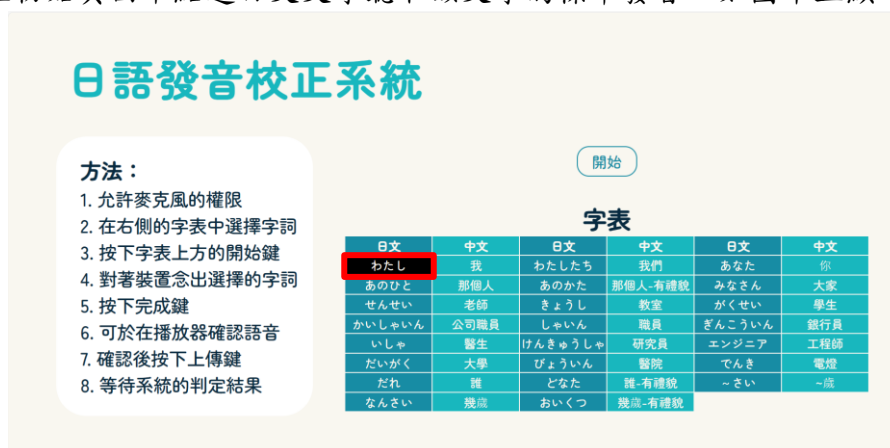 日語發音校正系統
方法：
1. 允許麥克風的權限
2. 在右側的字表中選擇字詞
3. 按下字表上方的開始鍵
4. 對著裝置念出選擇的字詞
5. 按下完成鍵
6. 可於在播放器確認語音
7. 確認後按下上傳鍵
8. 等待系統的判定結果
開始
字表
日文 中文 日文 中文 日文 中文
わたし 我 わたしたち 我們 あなた 你
あのひと 那個人 あのかた 那個人-有禮貌 みなさん 大家
せんせい 老師 きょうし 教室 がくせい 學生
かいしゃいん 公司職員 しゃいん 職員 ぎんこういん 銀行員
いしゃ 醫生 けんきゅうしゃ 研究員 エンジニア 工程師
だいがく 大學 びょういん 醫院 でんき 電燈
だれ 誰 どなた 誰-有禮貌 ~さい ~歳
なんさい 幾歳 おいくつ 幾歳-有禮貌